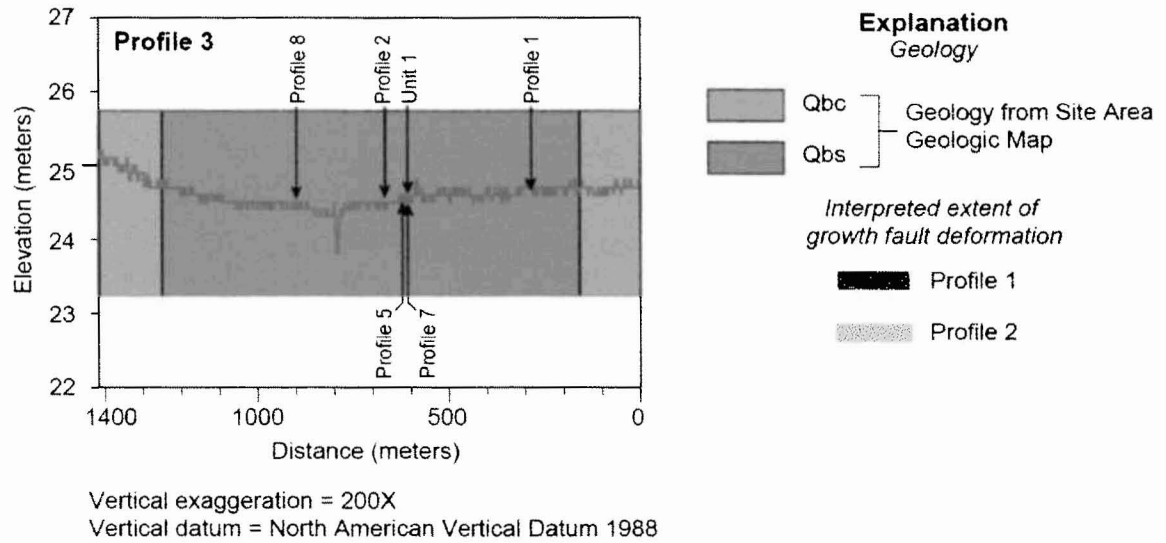 Profile 3
27
26
25
24
23
22
Elevation (meters)
Profile 8
Profile 2
Unit 1
Profile 1
Profile 5
Profile 7
1400
1000
500
0
Distance (meters)
Vertical exaggeration = 200X
Vertical datum = North American Vertical Datum 1988
Explanation
Geology
Qbc
Qbs
Geology from Site Area
Geologic Map
Interpreted extent of
growth fault deformation
Profile 1
Profile 2